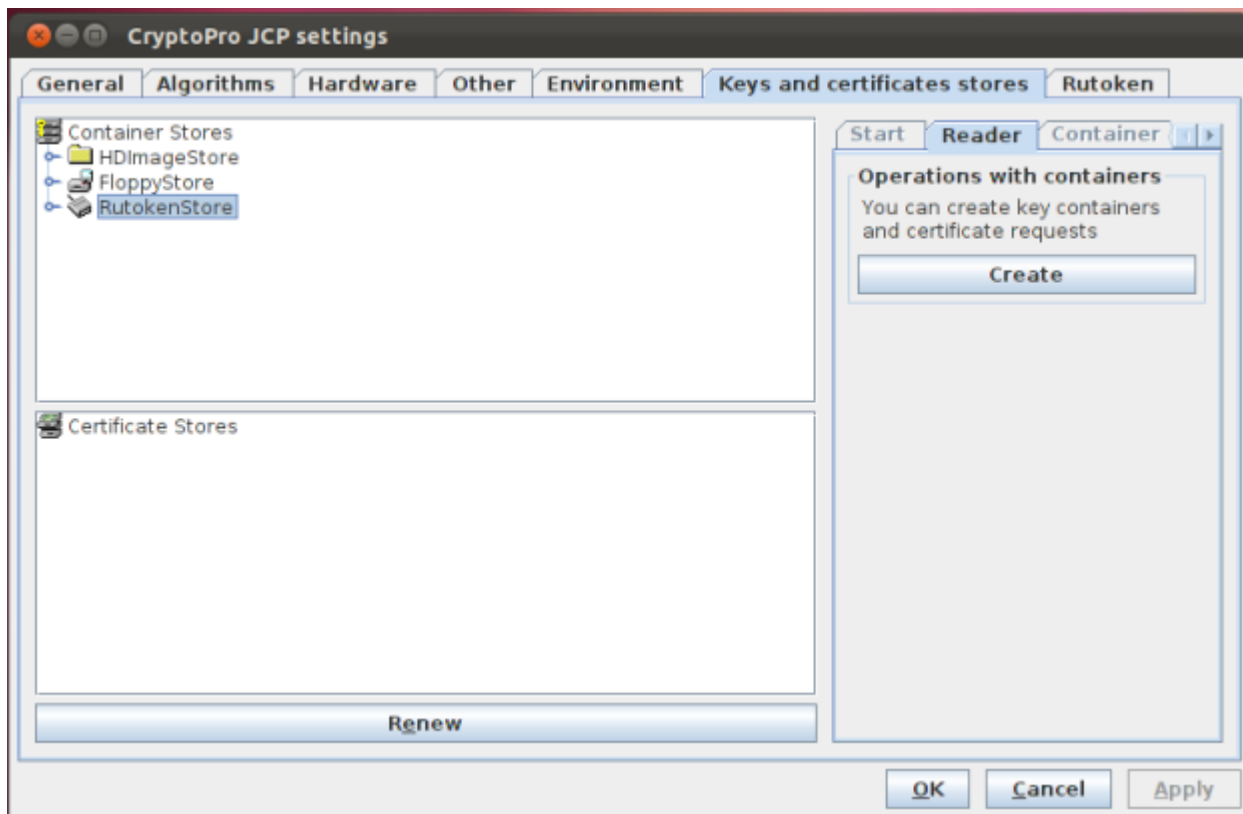 CryptoPro JCP settings
General Algorithms Hardware Other Environment Keys and certificates stores Rutoken
Container Stores
HDImageStore
FloppyStore
RutokenStore
Start Reader Container
Operations with containers
You can create key containers
and certificate requests
Create
Certificate Stores
Renew
OK Cancel Apply